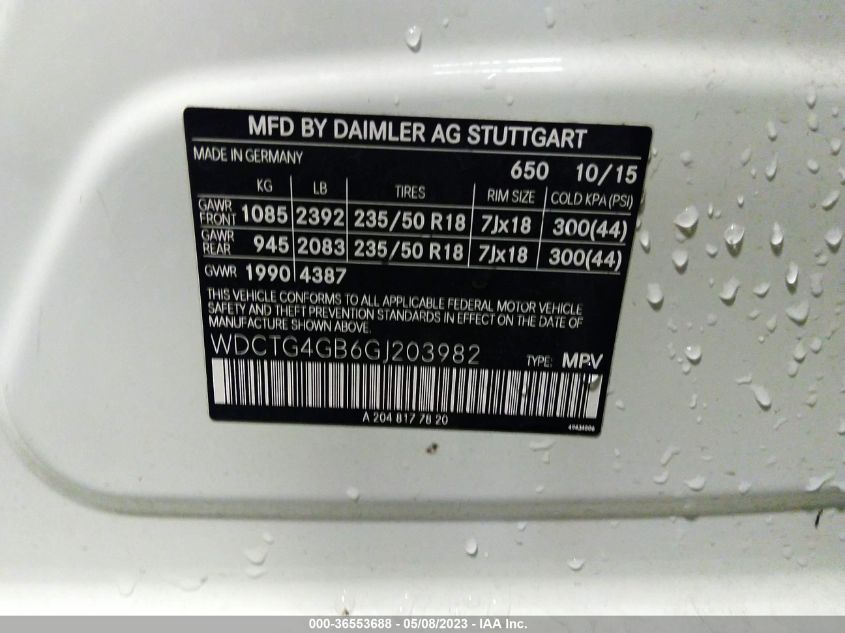 MFD BY DAIMLER AG STUTTGART
MADE IN GERMANY 650 10/15
KG LB TIRES RIM SIZE COLD KPA (PSI)
GAWR FRONT 1085 2392 235/50 R18 7Jx18 300(44)
GAWR REAR 945 2083 235/50 R18 7Jx18 300(44)
GVWR 1990 4387
THIS VEHICLE CONFORMS TO ALL APPLICABLE FEDERAL MOTOR VEHICLE
SAFETY AND THEFT PREVENTION STANDARDS IN EFFECT ON THE DATE OF
MANUFACTURE SHOWN ABOVE.
WDCTG4GB6GJ203982 TYPE: MPV
A 204 817 78 20
000-36553688 - 05/08/2023 - IAA Inc.